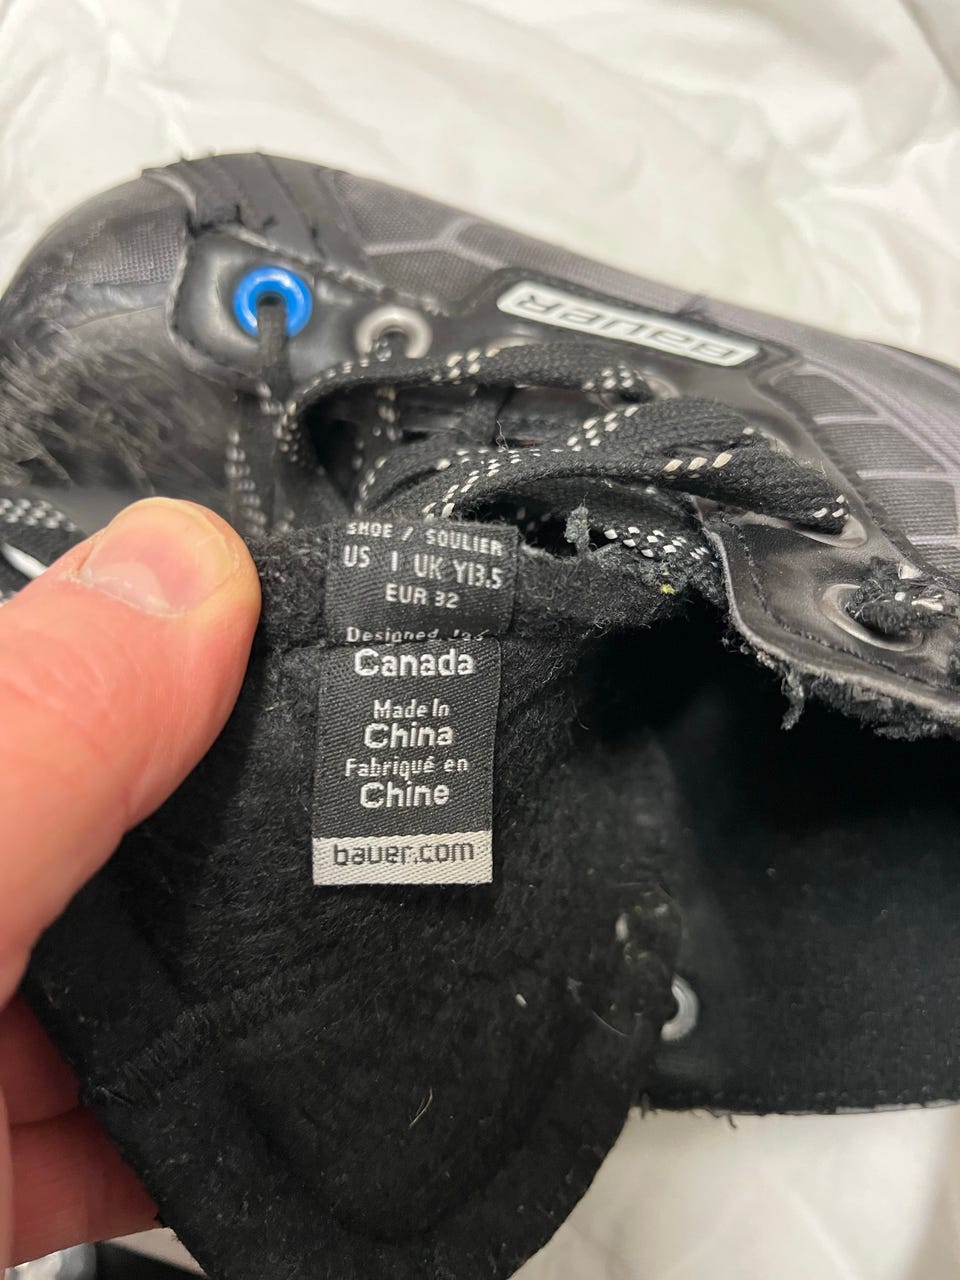 BAUER
SHOE / SOULIER
US 1 UK Y13.5
EUR 32
Designed
Canada
Made In
China
Fabriqué en
Chine
bauer.com